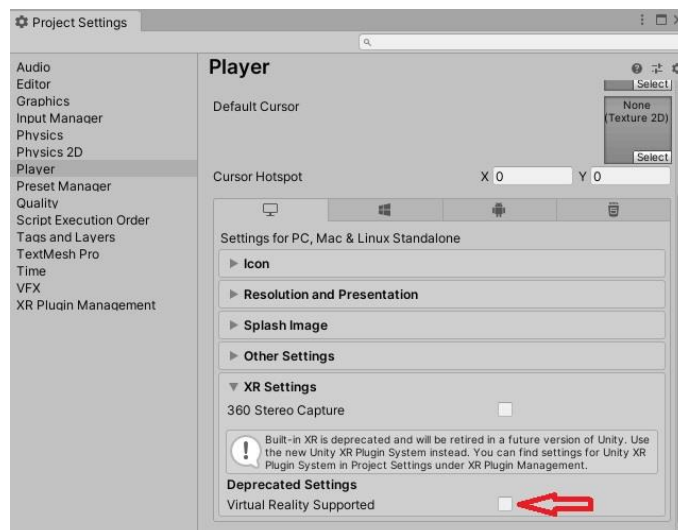 Project Settings
Audio
Editor
Graphics
Input Manager
Physics
Physics 2D
Player
Preset Manager
Quality
Script Execution Order
Tags and Layers
TextMesh Pro
Time
VFX
XR Plugin Management
Player
Select
Default Cursor
None
(Texture 2D)
Select
Cursor Hotspot X 0 Y 0
Settings for PC, Mac & Linux Standalone
Icon
Resolution and Presentation
Splash Image
Other Settings
XR Settings
360 Stereo Capture
Built-in XR is deprecated and will be retired in a future version of Unity. Use
the new Unity XR Plugin System instead. You can find settings for Unity XR
Plugin System in Project Settings under XR Plugin Management.
Deprecated Settings
Virtual Reality Supported